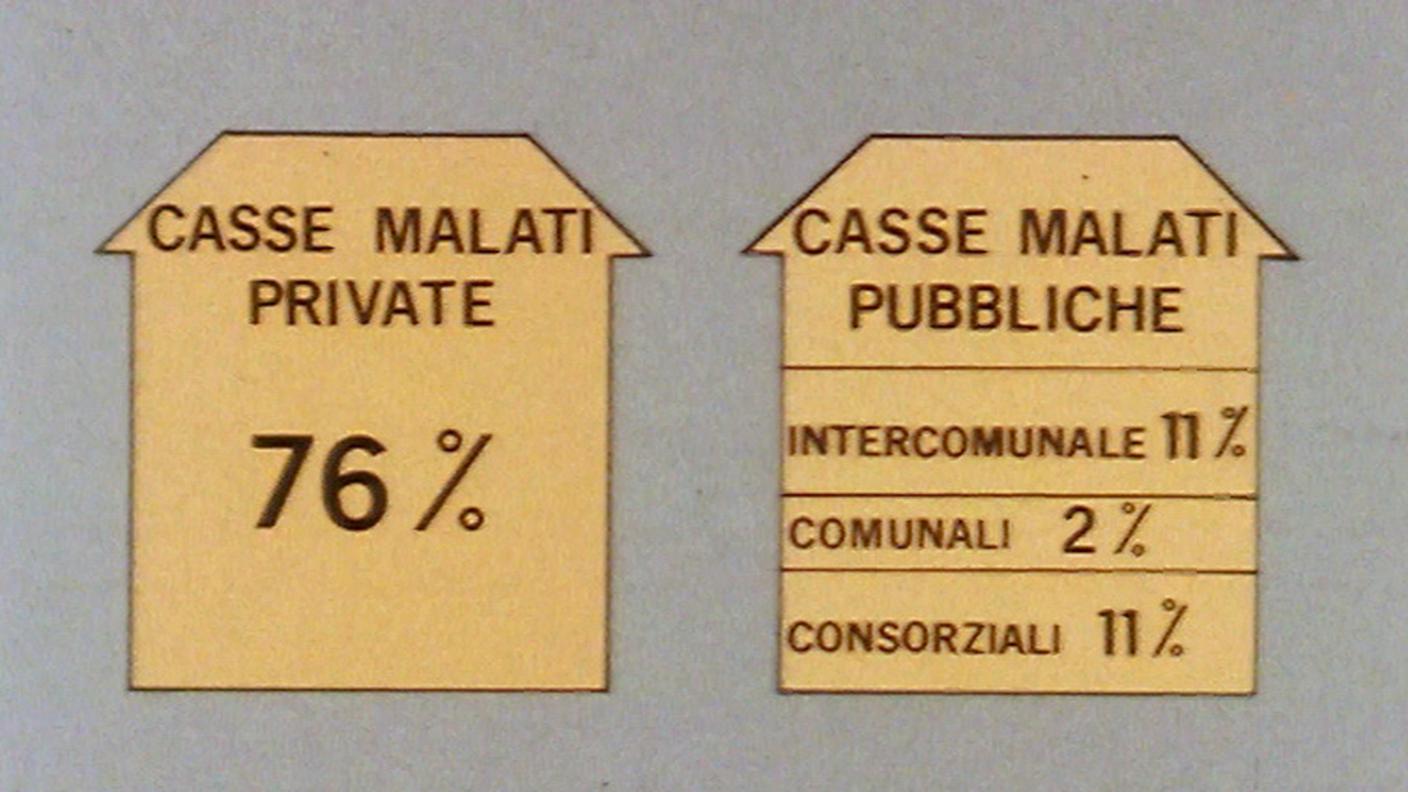 CASSE MALATI
PRIVATE
76%
CASSE MALATI
PUBBLICHE
INTERCOMUNALE 11%
COMUNALI 2%
CONSORZIALI 11%